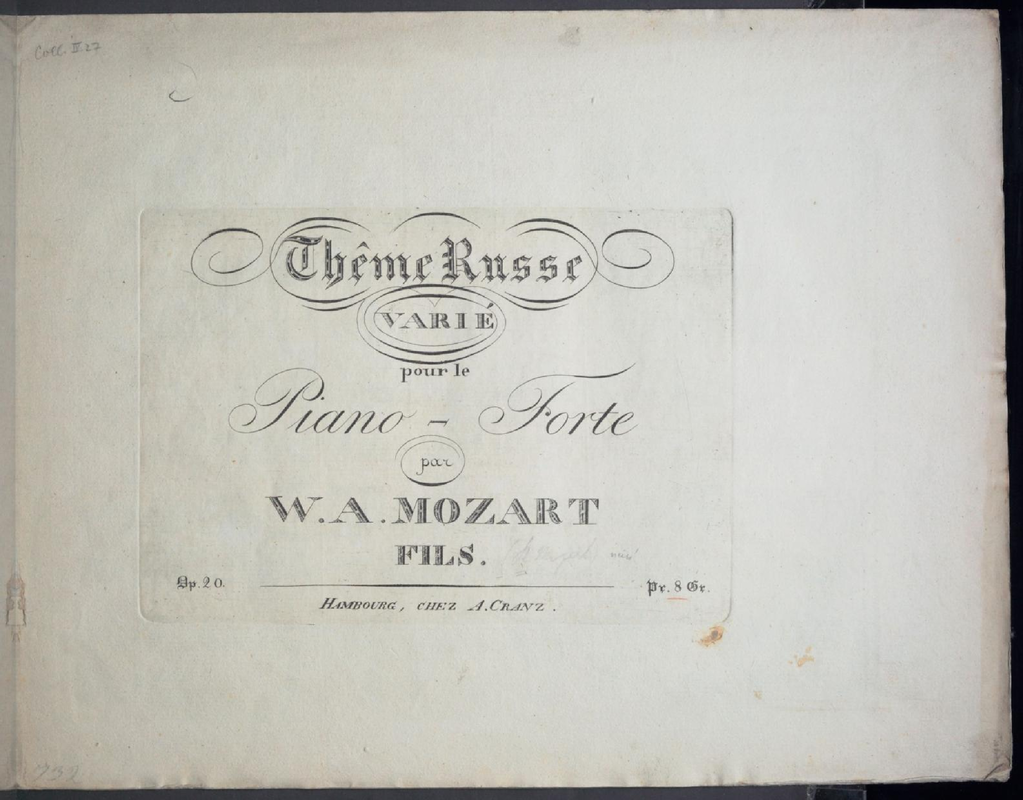 Coll. II 27
Thême Russe
VARIÉ
pour le
Piano - Forte
par
W. A. MOZART
FILS.
Op. 20.
Pr. 8 Gr.
HAMBOURG, CHEZ A. CRANZ.